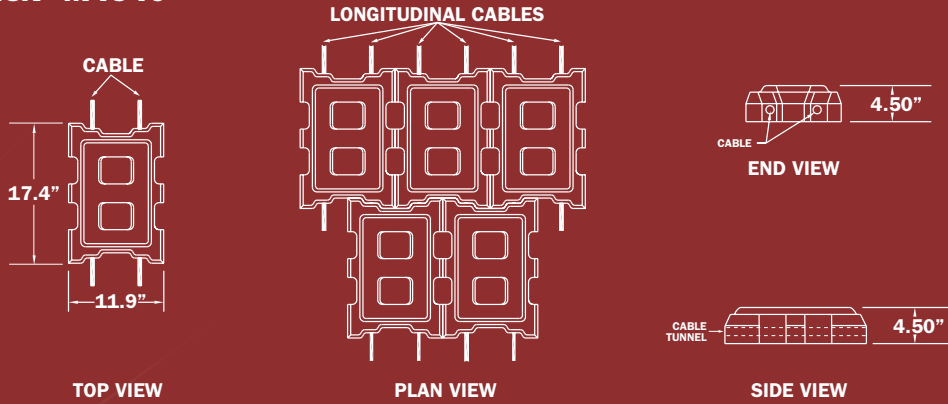 LONGITUDINAL CABLES
CABLE
17.4”
11.9”
TOP VIEW
PLAN VIEW
4.50”
CABLE
END VIEW
CABLE
TUNNEL
4.50”
SIDE VIEW